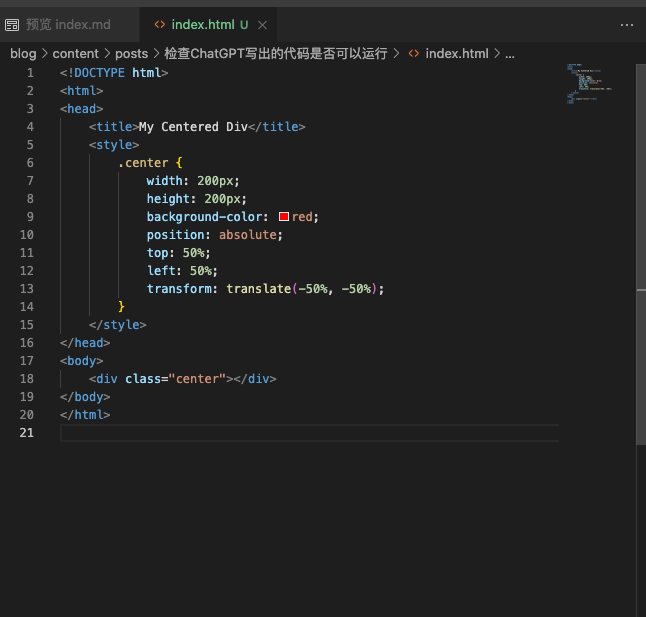 预览 index.md
<> index.html U ×
blog > content > posts > 检查ChatGPT写出的代码是否可以运行 > <> index.html > ...
1 <!DOCTYPE html>
2 <html>
3 <head>
4 <title>My Centered Div</title>
5 <style>
6 .center {
7 width: 200px;
8 height: 200px;
9 background-color: red;
10 position: absolute;
11 top: 50%;
12 left: 50%;
13 transform: translate(-50%, -50%);
14 }
15 </style>
16 </head>
17 <body>
18 <div class="center"></div>
19 </body>
20 </html>
21